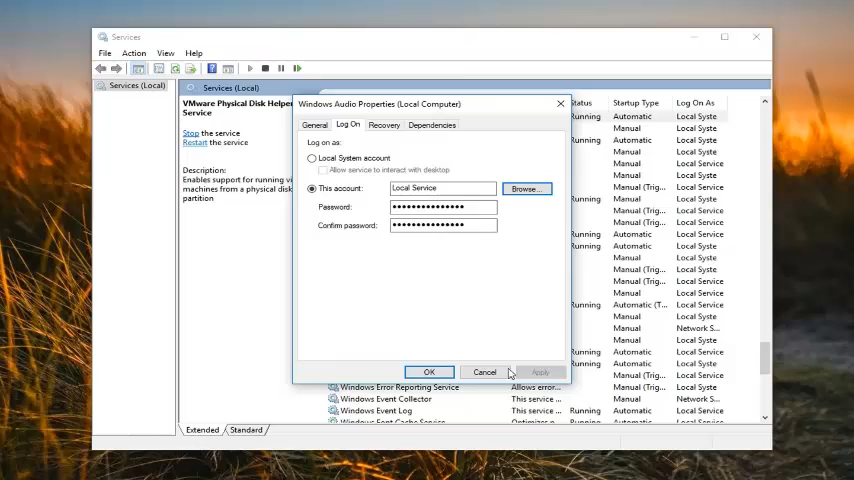 Services
File Action View Help
Services (Local)
Services (Local)
VMware Physical Disk Helper
Service
Stop the service
Restart the service
Description:
Enables support for running vi
machines from a physical disk
partition
Windows Audio Properties (Local Computer)
General Log On Recovery Dependencies
Log on as:
Local System account
Allow service to interact with desktop
This account: Local Service Browse...
Password: •••••••••••••••
Confirm password: •••••••••••••••
OK Cancel Apply
tatus Startup Type Log On As
Running Automatic Local Syste
Manual Local Syste
Running Manual Local Syste
Manual Local Syste
Manual Local Service
Manual Local Syste
Manual (Trig... Local Service
Running Manual Local Syste
Manual (Trig... Local Service
Manual Local Syste
Running Automatic Local Service
Running Automatic Local Syste
Manual Local Syste
Manual (Trig... Local Syste
Manual (Trig... Local Service
Manual Local Service
Running Automatic (T... Local Syste
Manual Local Syste
Manual Network S...
Manual Local Syste
Running Automatic Local Service
Running Automatic Local Syste
Manual (Trig... Local Service
Windows Error Reporting Service Allows error... Manual (Trig... Local Syste
Windows Event Collector This service ... Manual Network S...
Windows Event Log This service ... Running Automatic Local Service
Windows Font Cache Service Optimizes p... Running Automatic Local Service
Extended Standard